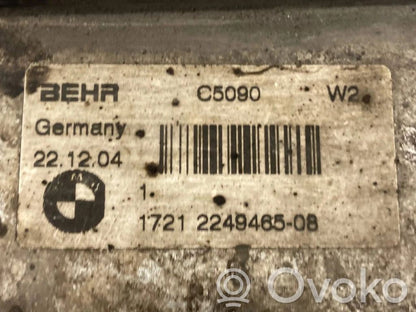 BEHR C5090 W2
Germany
22.12.04
1
1721 2249465-08
Ovoko